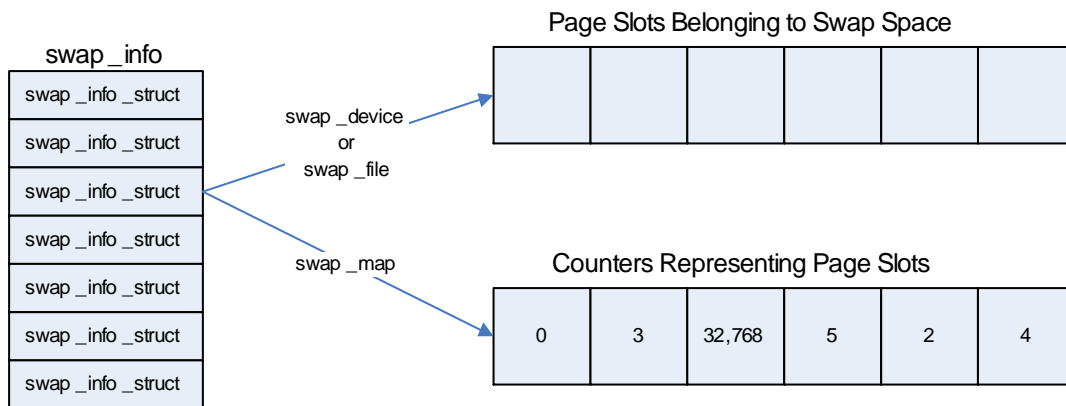 Page Slots Belonging to Swap Space
swap _info
swap _info _struct
swap _info _struct
swap _info _struct
swap _info _struct
swap _info _struct
swap _info _struct
swap _info _struct
swap _device
or
swap _file
swap _map
Counters Representing Page Slots
0 3 32,768 5 2 4